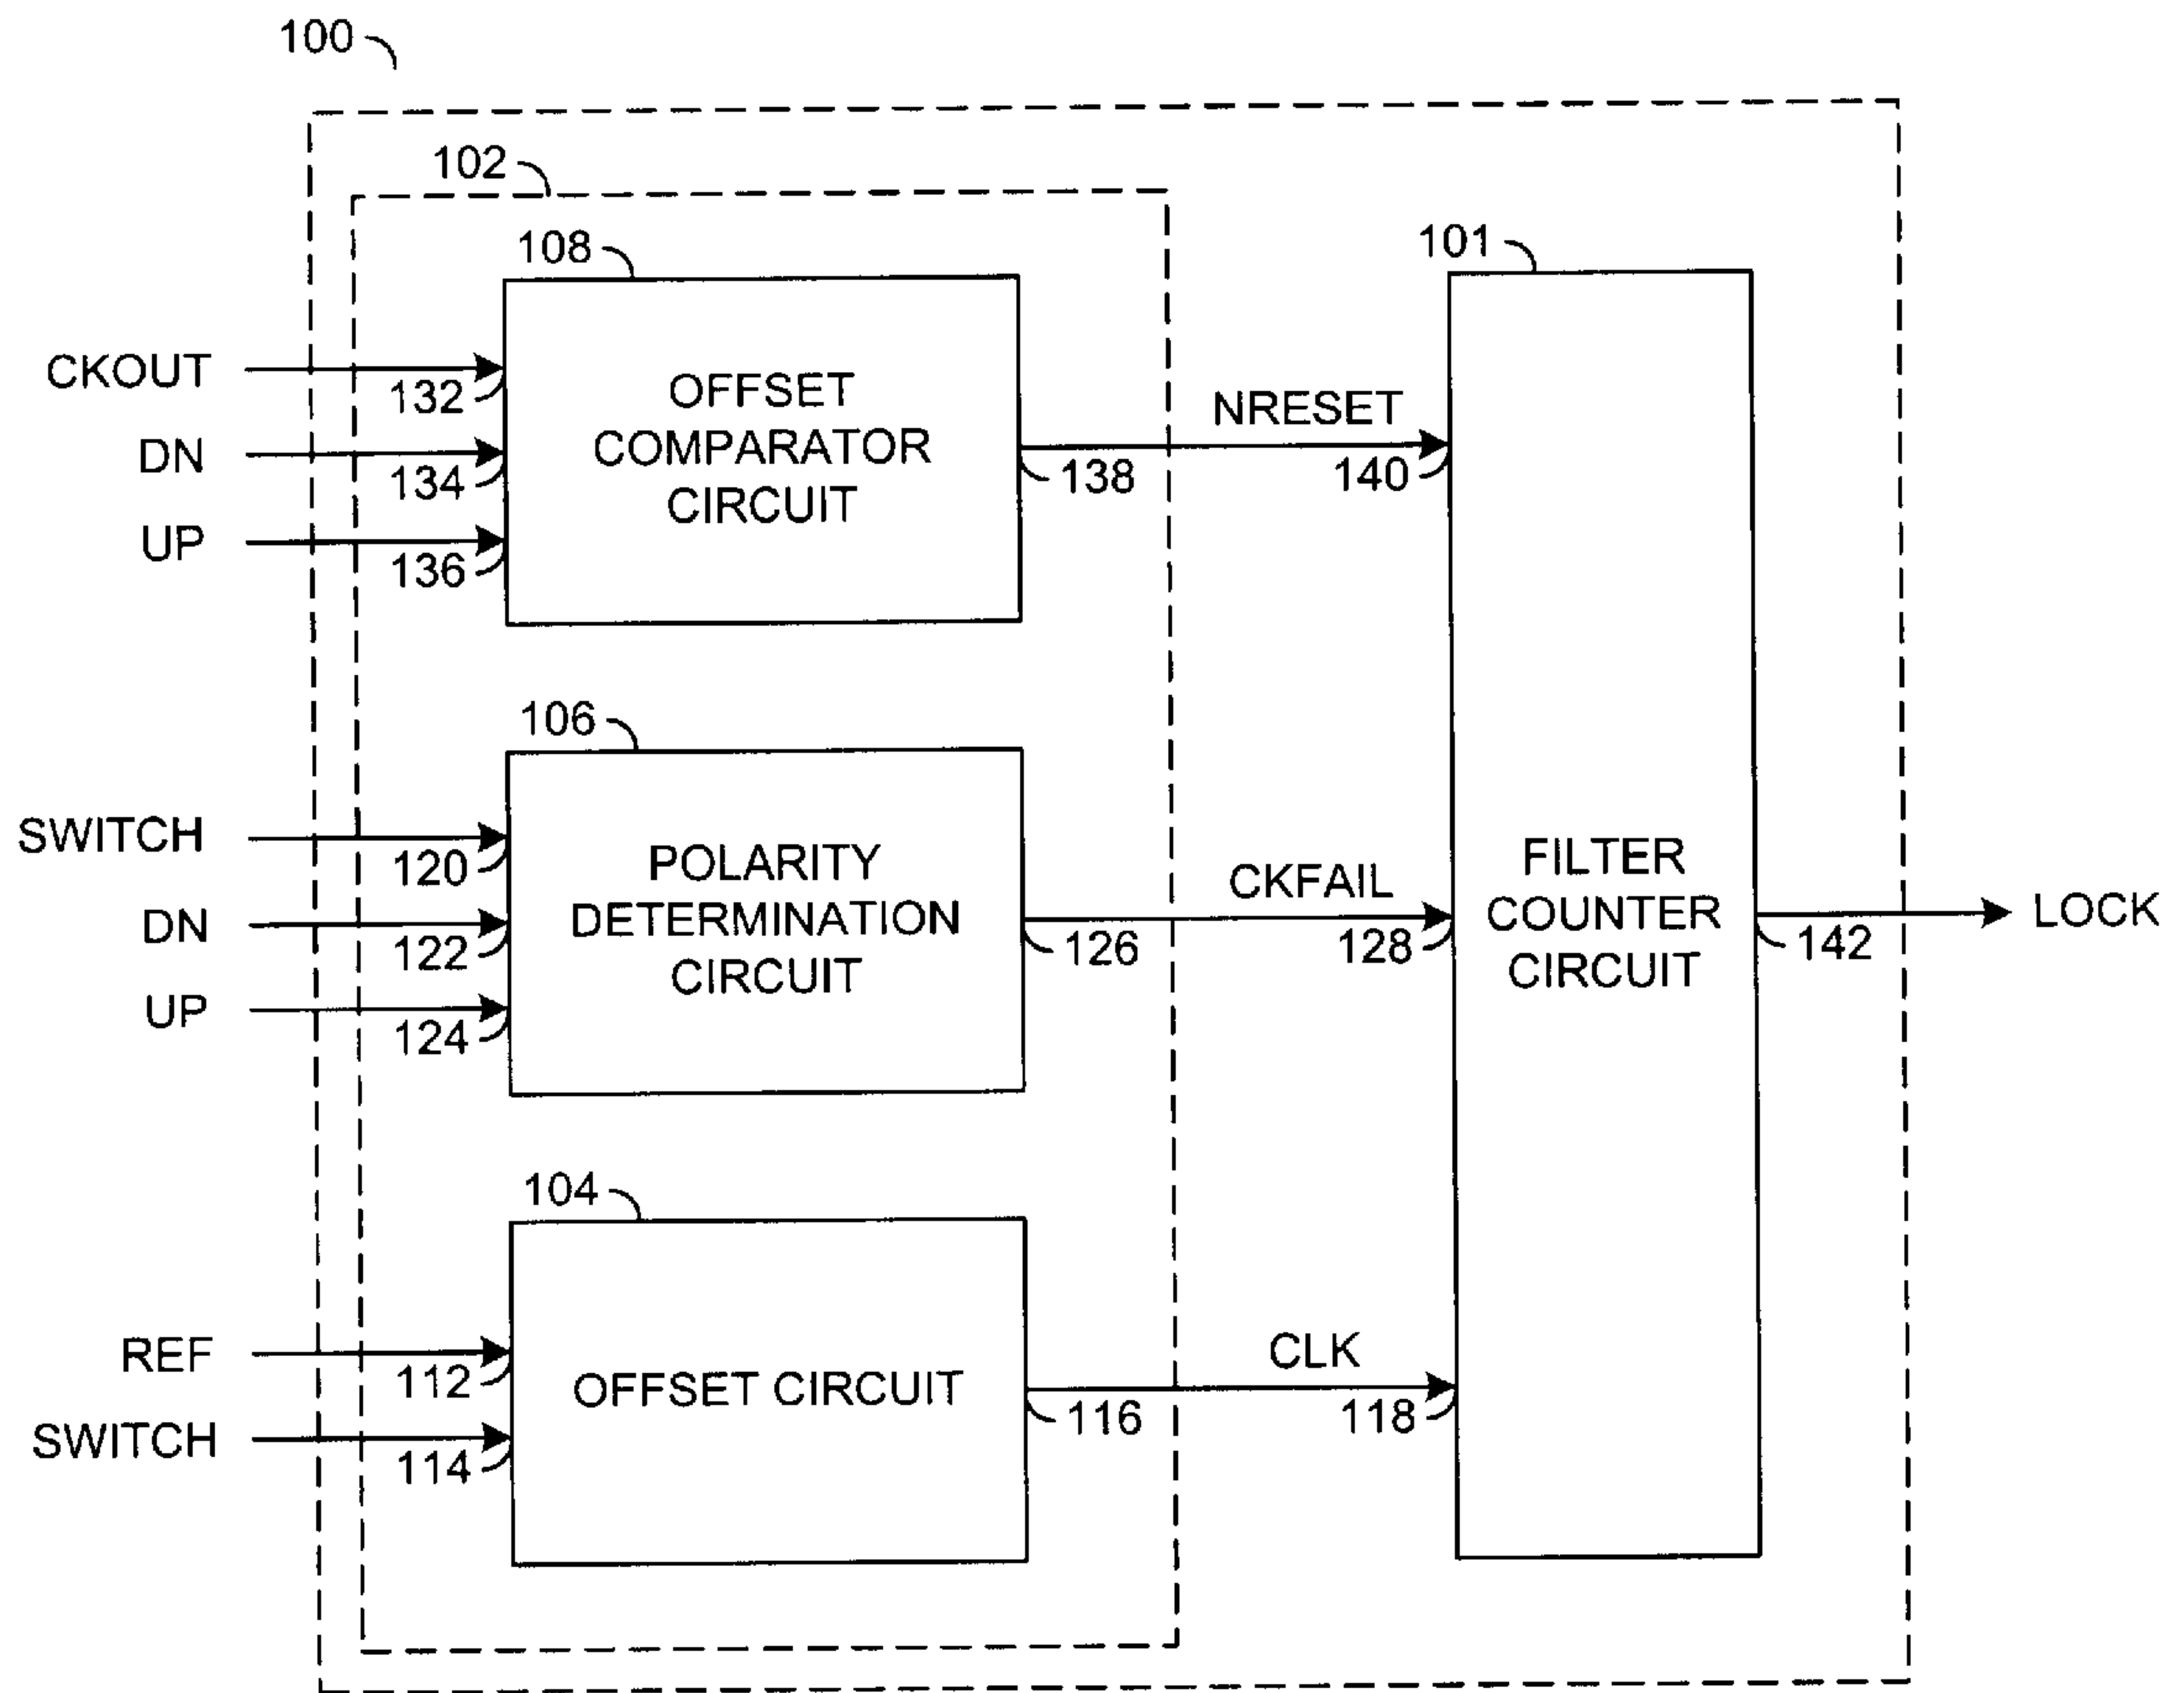 100
102
108
101
CKOUT
132
DN
134
UP
136
OFFSET
COMPARATOR
CIRCUIT
138
NRESET
140
106
SWITCH
120
DN
122
UP
124
POLARITY
DETERMINATION
CIRCUIT
126
CKFAIL
128
FILTER
COUNTER
CIRCUIT
142
LOCK
104
REF
112
SWITCH
114
OFFSET CIRCUIT
116
CLK
118